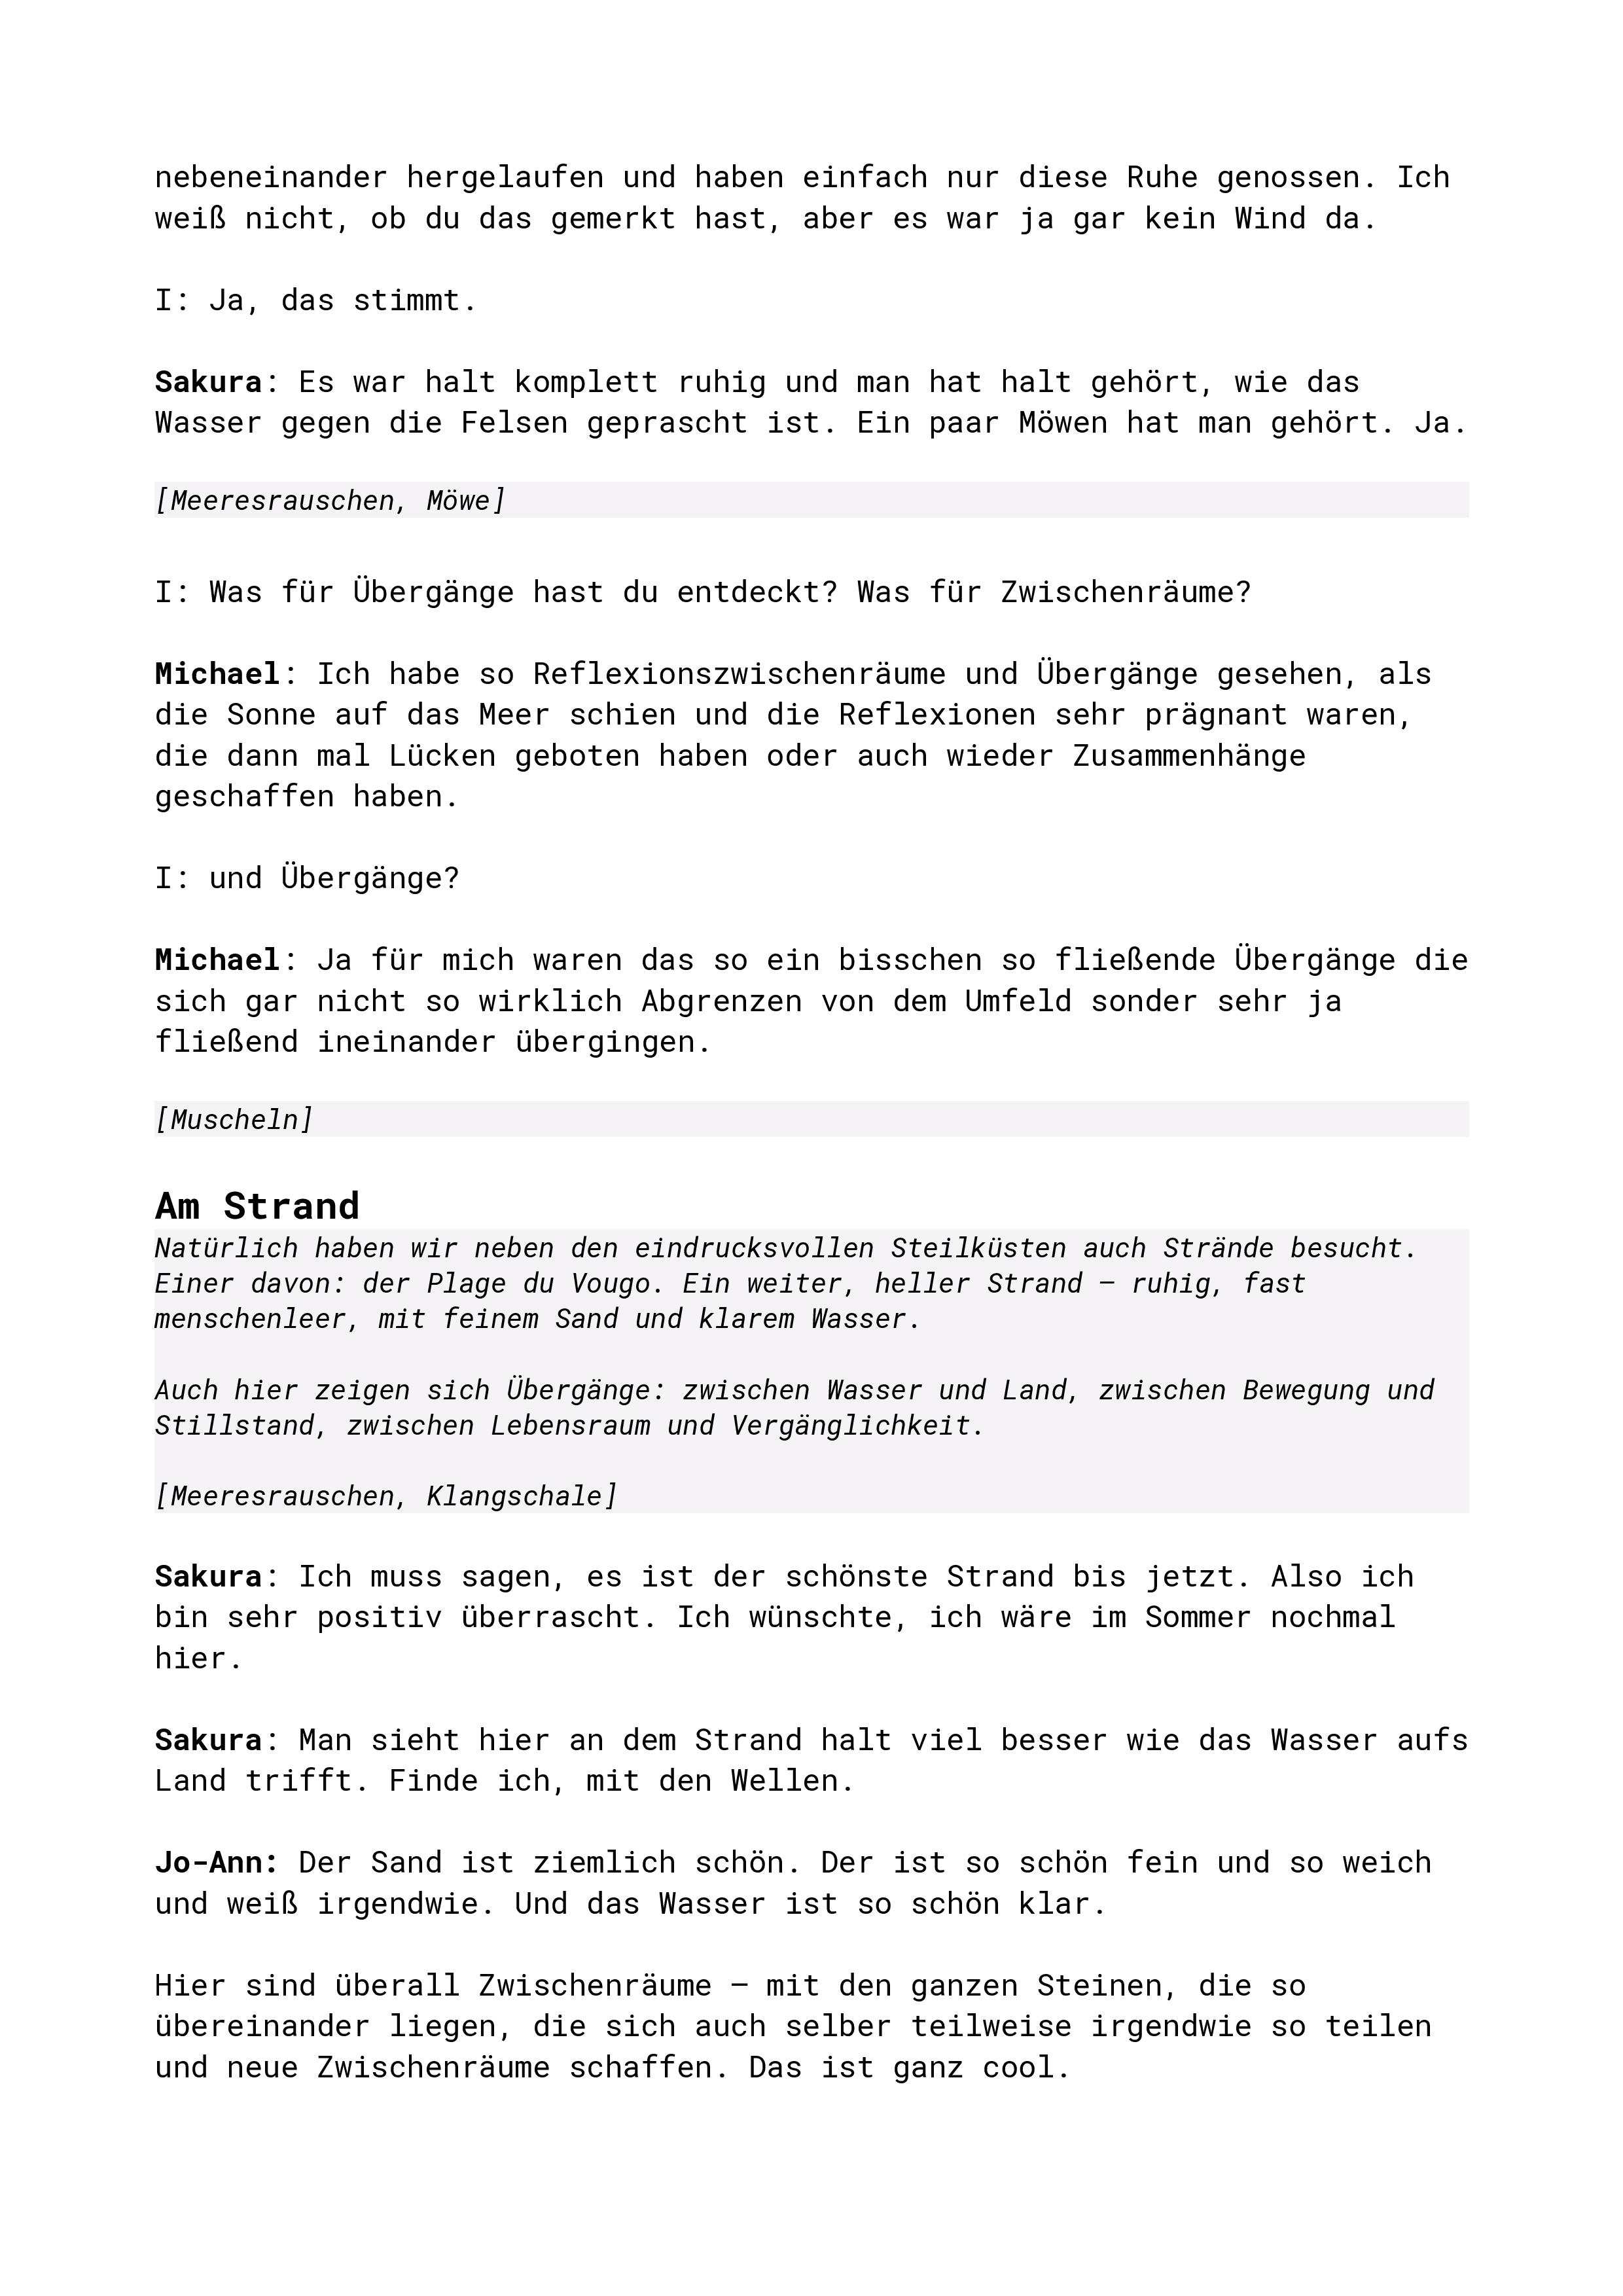 nebeneinander hergelaufen und haben einfach nur diese Ruhe genossen. Ich
weiß nicht, ob du das gemerkt hast, aber es war ja gar kein Wind da.
I: Ja, das stimmt.
Sakura: Es war halt komplett ruhig und man hat halt gehört, wie das
Wasser gegen die Felsen geprascht ist. Ein paar Möwen hat man gehört. Ja.
[Meeresrauschen, Möwe]
I: Was für Übergänge hast du entdeckt? Was für Zwischenräume?
Michael: Ich habe so Reflexionszwischenräume und Übergänge gesehen, als
die Sonne auf das Meer schien und die Reflexionen sehr prägnant waren,
die dann mal Lücken geboten haben oder auch wieder Zusammenhänge
geschaffen haben.
I: und Übergänge?
Michael: Ja für mich waren das so ein bisschen so fließende Übergänge die
sich gar nicht so wirklich Abgrenzen von dem Umfeld sonder sehr ja
fließend ineinander übergingen.
[Muscheln]
Am Strand
Natürlich haben wir neben den eindrucksvollen Steilküsten auch Strände besucht.
Einer davon: der Plage du Vougo. Ein weiter, heller Strand – ruhig, fast
menschenleer, mit feinem Sand und klarem Wasser.
Auch hier zeigen sich Übergänge: zwischen Wasser und Land, zwischen Bewegung und
Stillstand, zwischen Lebensraum und Vergänglichkeit.
[Meeresrauschen, Klangschale]
Sakura: Ich muss sagen, es ist der schönste Strand bis jetzt. Also ich
bin sehr positiv überrascht. Ich wünschte, ich wäre im Sommer nochmal
hier.
Sakura: Man sieht hier an dem Strand halt viel besser wie das Wasser aufs
Land trifft. Finde ich, mit den Wellen.
Jo-Ann: Der Sand ist ziemlich schön. Der ist so schön fein und so weich
und weiß irgendwie. Und das Wasser ist so schön klar.
Hier sind überall Zwischenräume – mit den ganzen Steinen, die so
übereinander liegen, die sich auch selber teilweise irgendwie so teilen
und neue Zwischenräume schaffen. Das ist ganz cool.